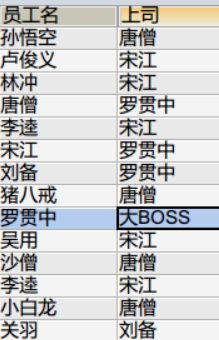 员工名 上司
孙悟空 唐僧
卢俊义 宋江
林冲 宋江
唐僧 罗贯中
李逵 宋江
宋江 罗贯中
刘备 罗贯中
猪八戒 唐僧
罗贯中 大BOSS
吴用 宋江
沙僧 唐僧
李逵 宋江
小白龙 唐僧
关羽 刘备